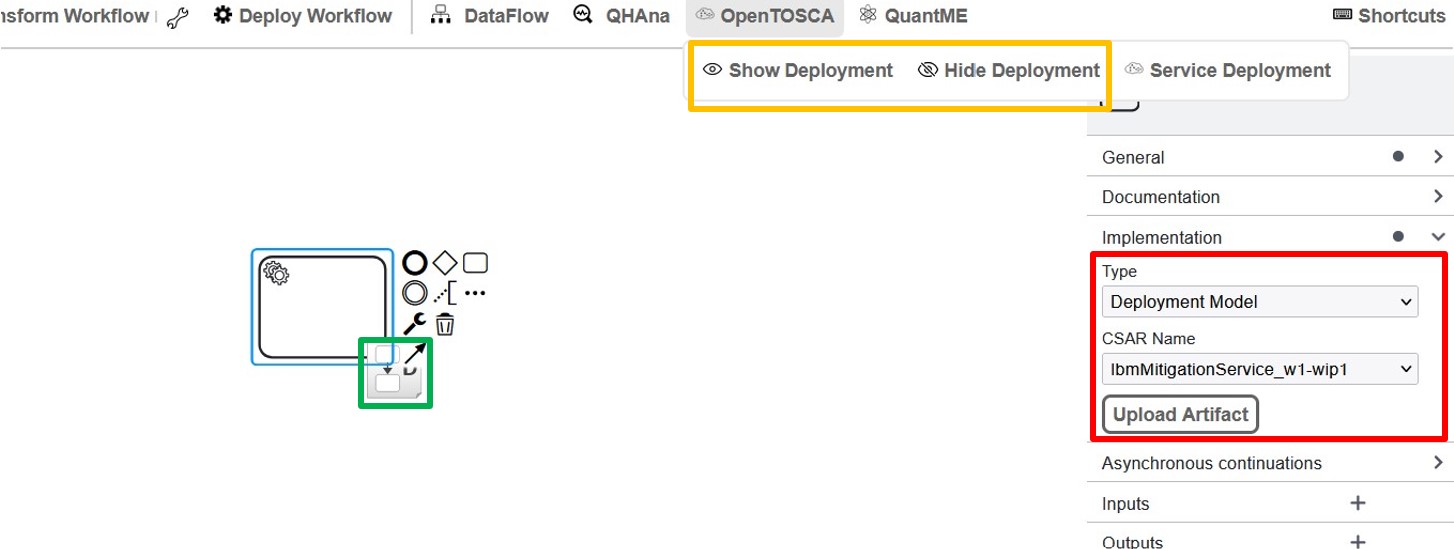 nsform Workflow
Deploy Workflow
DataFlow
QHAna
OpenTOSCA
QuantME
Shortcuts
Show Deployment
Hide Deployment
Service Deployment
General
Documentation
Implementation
Type
Deployment Model
CSAR Name
IbmMitigationService_w1-wip1
Upload Artifact
Asynchronous continuations
Inputs
Outputs